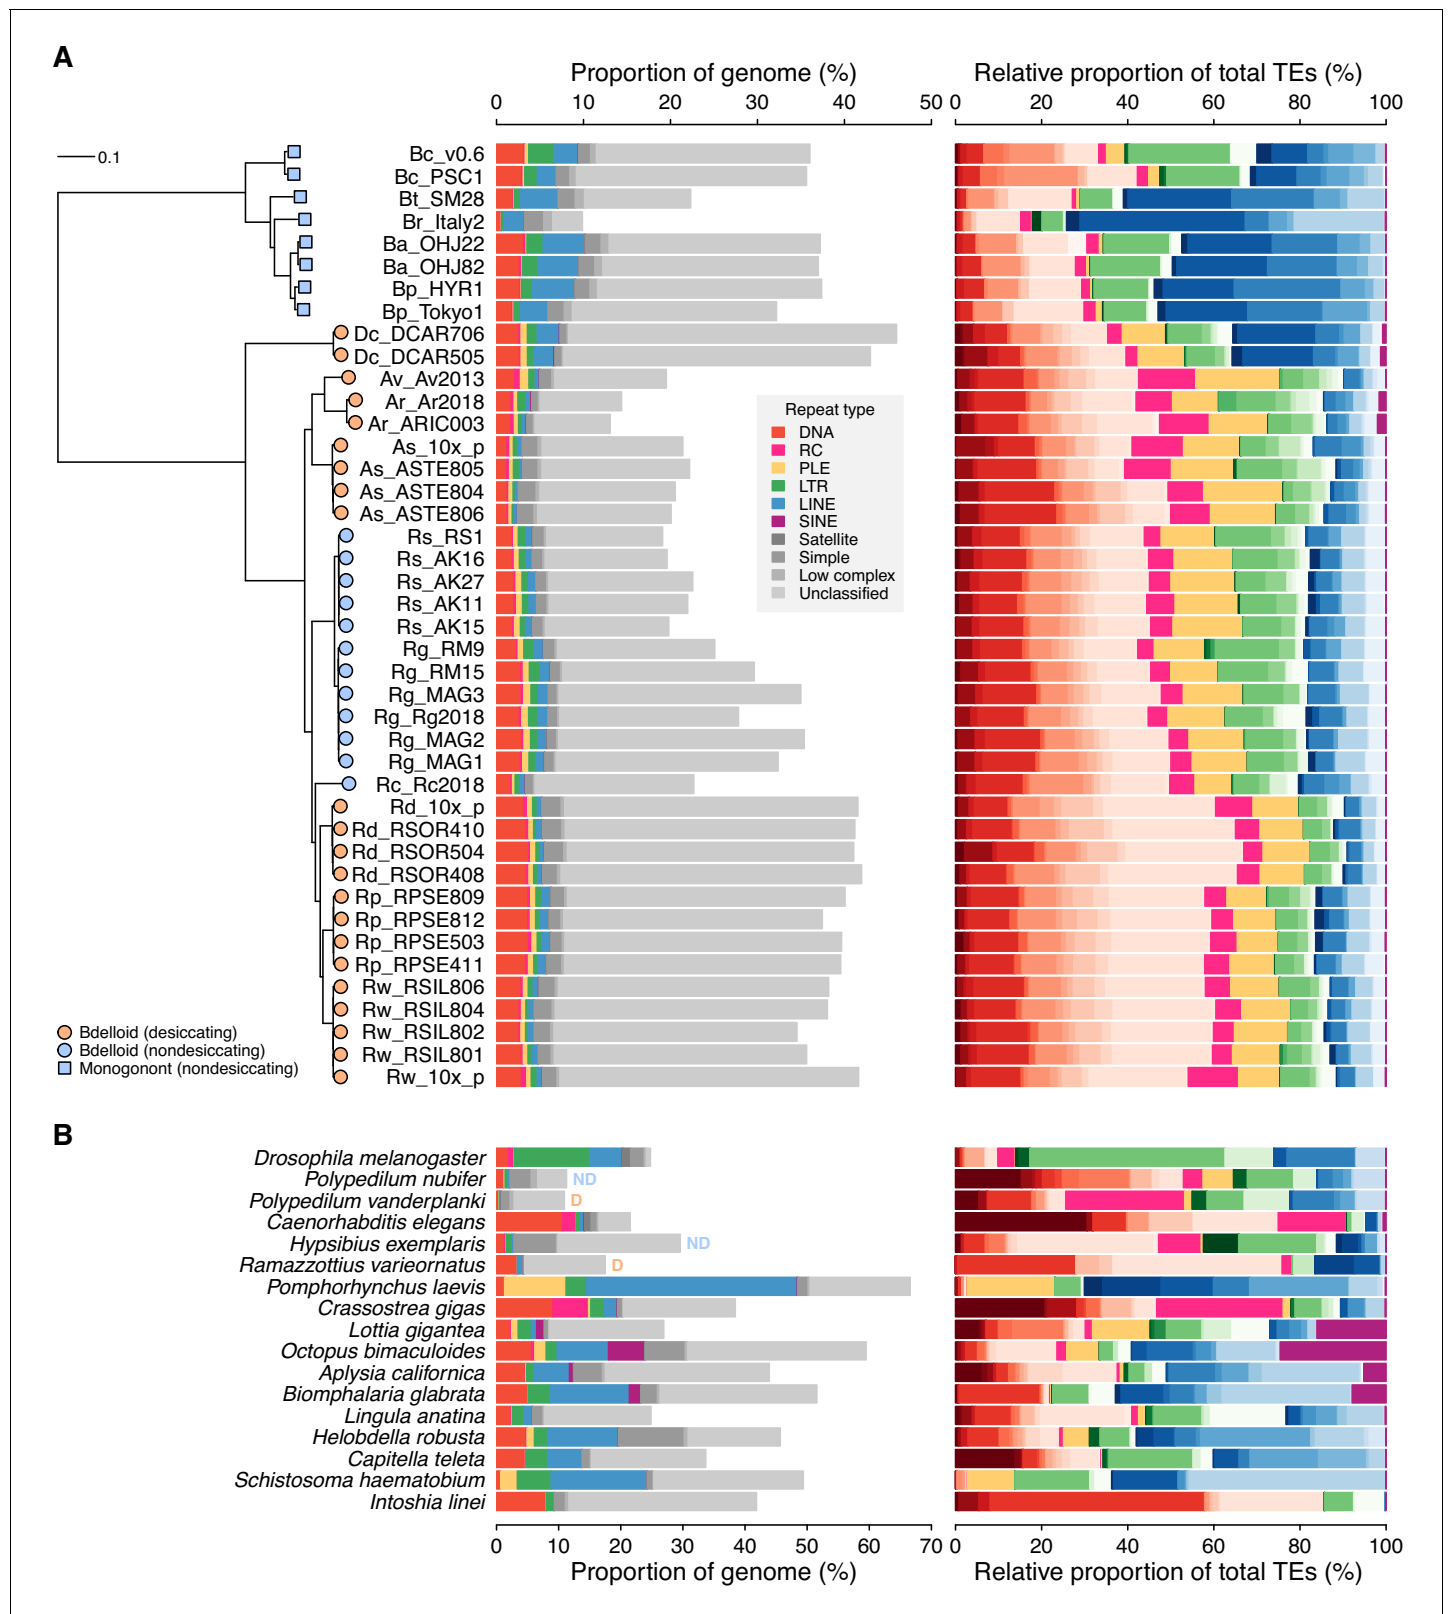 A
Proportion of genome (%)
Relative proportion of total TEs (%)
0 10 20 30 40 50
0 20 40 60 80 100
0.1
Bc_v0.6
Bc_PSC1
Bt_SM28
Br_Italy2
Ba_OHJ22
Ba_OHJ82
Bp_HYR1
Bp_Tokyo1
Dc_DCAR706
Dc_DCAR505
Av_Av2013
Ar_Ar2018
Ar_ARIC003
As_10x_p
As_ASTE805
As_ASTE804
As_ASTE806
Rs_RS1
Rs_AK16
Rs_AK27
Rs_AK11
Rs_AK15
Rg_RM9
Rg_RM15
Rg_MAG3
Rg_Rg2018
Rg_MAG2
Rg_MAG1
Rc_Rc2018
Rd_10x_p
Rd_RSOR410
Rd_RSOR504
Rd_RSOR408
Rp_RPSE809
Rp_RPSE812
Rp_RPSE503
Rp_RPSE411
Rw_RSIL806
Rw_RSIL804
Rw_RSIL802
Rw_RSIL801
Rw_10x_p
Repeat type
DNA
RC
PLE
LTR
LINE
SINE
Satellite
Simple
Low complex
Unclassified
Bdelloid (desiccating)
Bdelloid (nondesiccating)
Monogonont (nondesiccating)
B
Drosophila melanogaster
Polypedilum nubifer ND
Polypedilum vanderplanki D
Caenorhabditis elegans
Hypsibius exemplaris ND
Ramazzottius varieornatus D
Pomphorhynchus laevis
Crassostrea gigas
Lottia gigantea
Octopus bimaculoides
Aplysia californica
Biomphalaria glabrata
Lingula anatina
Helobdella robusta
Capitella teleta
Schistosoma haematobium
Intoshia linei
0 10 20 30 40 50 60 70
0 20 40 60 80 100
Proportion of genome (%)
Relative proportion of total TEs (%)